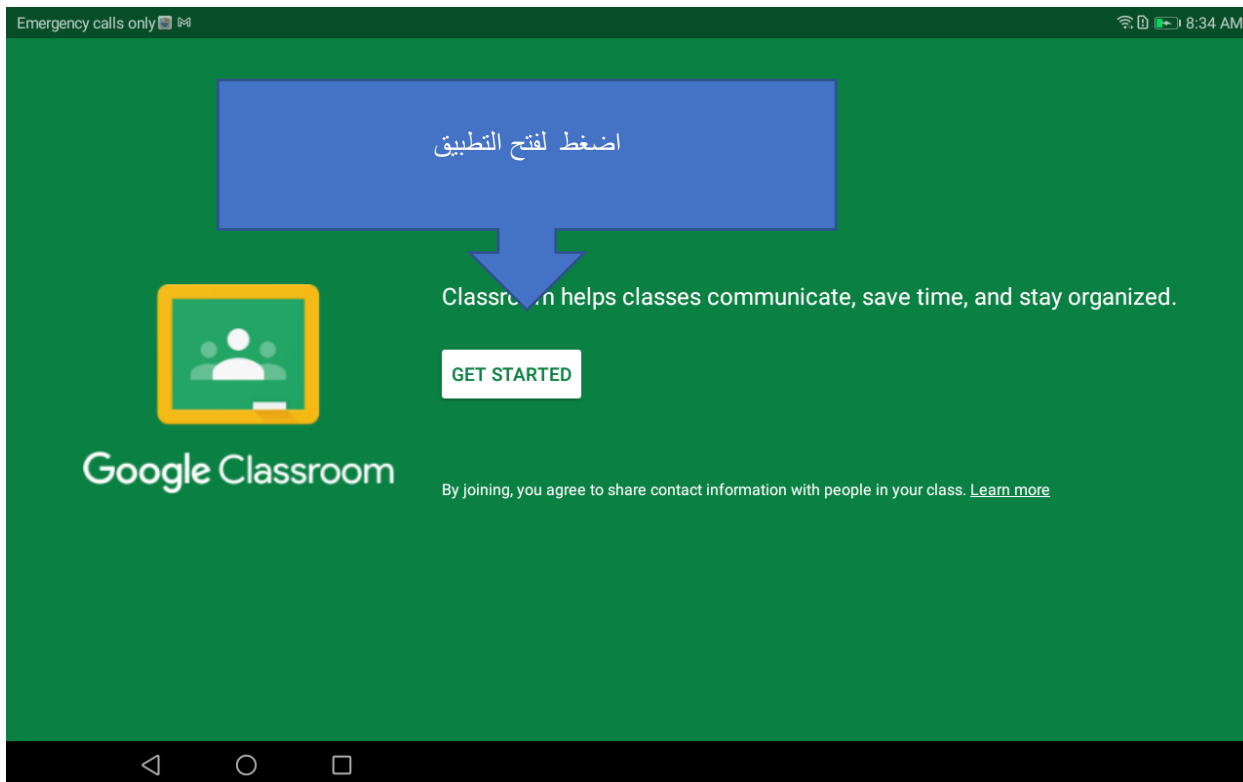 Emergency calls only
8:34 AM
اضغط لفتح التطبيق
Classroom helps classes communicate, save time, and stay organized.
GET STARTED
Google Classroom
By joining, you agree to share contact information with people in your class. Learn more